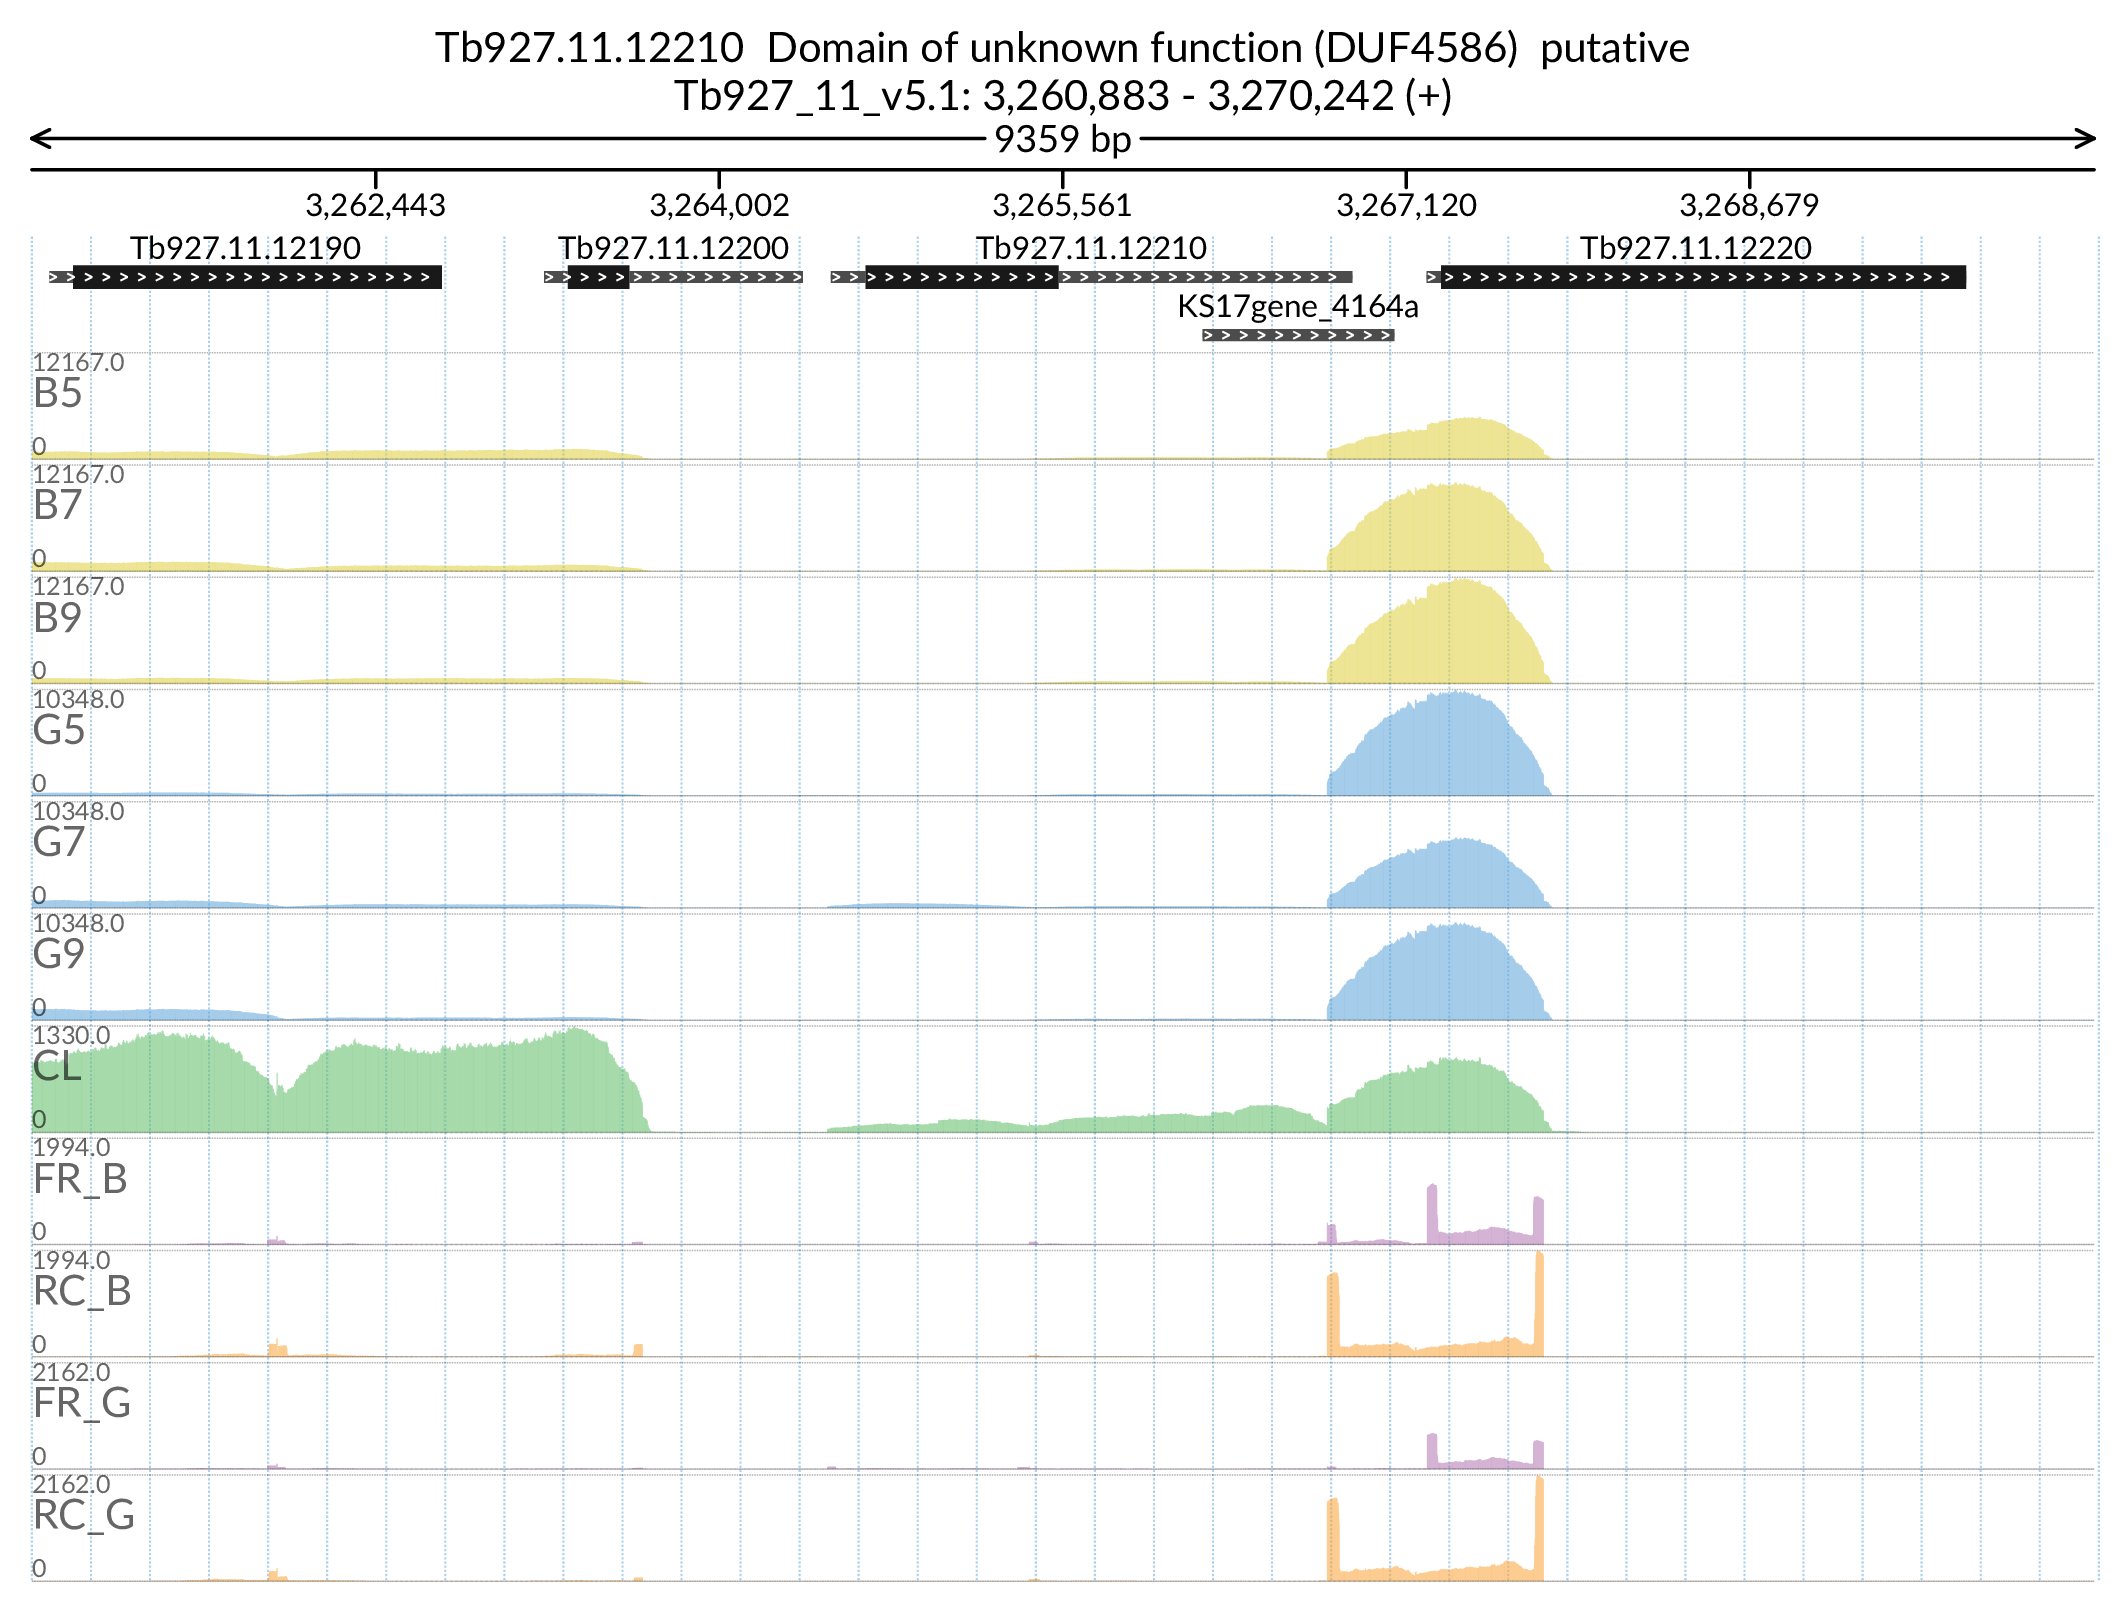 Tb927.11.12210  Domain of unknown function (DUF4586)  putative
Tb927_11_v5.1: 3,260,883 - 3,270,242 (+)
9359 bp
3,262,443 3,264,002 3,265,561 3,267,120 3,268,679
Tb927.11.12190 Tb927.11.12200 Tb927.11.12210 Tb927.11.12220
KS17gene_4164a
12167.0
B5
0
12167.0
B7
0
12167.0
B9
0
10348.0
G5
0
10348.0
G7
0
10348.0
G9
0
1330.0
CL
0
1994.0
FR_B
0
1994.0
RC_B
0
2162.0
FR_G
0
2162.0
RC_G
0